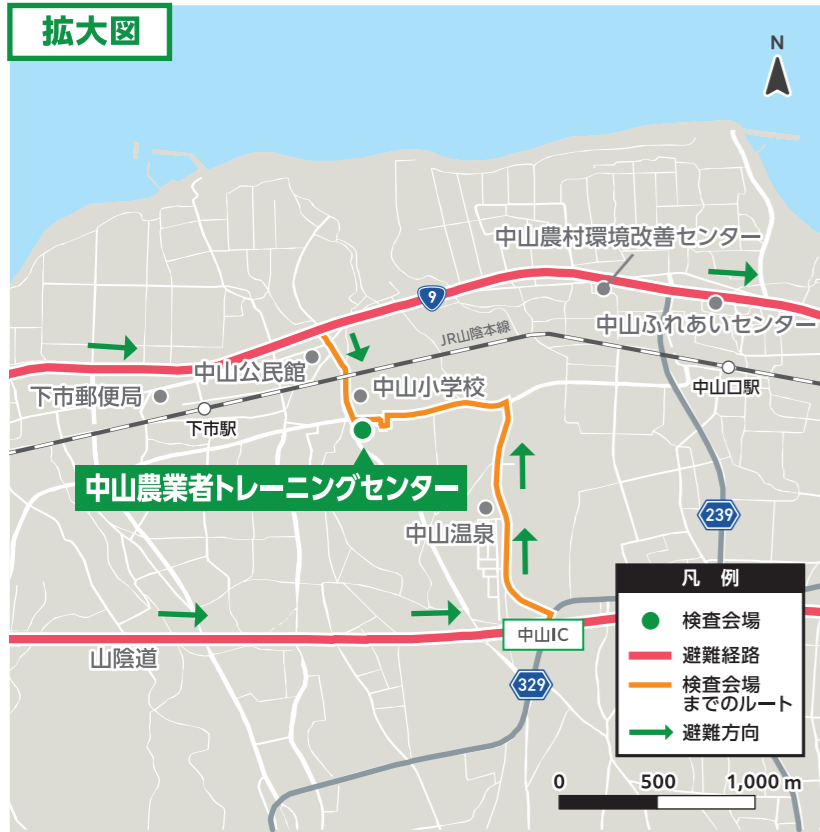 拡大図
N
中山農村環境改善センター
9
中山ふれあいセンター
JR山陰本線
中山公民館
中山口駅
下市郵便局
中山小学校
下市駅
中山農業者トレーニングセンター
中山温泉
239
凡 例
検査会場
避難経路
検査会場
までのルート
避難方向
中山IC
山陰道
329
0 500 1,000 m